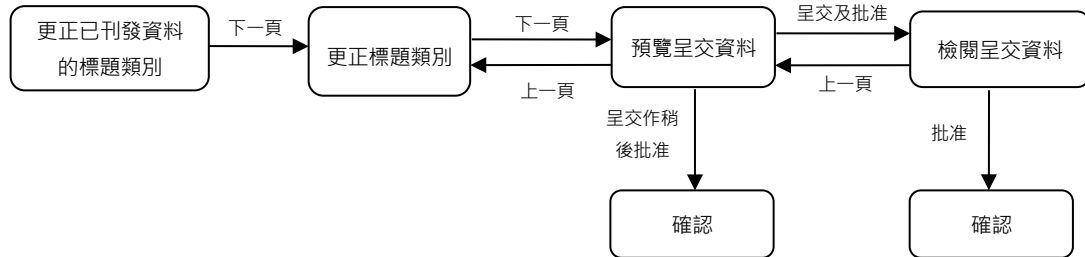 更正已刊發資料
的標題類別
下一頁
更正標題類別
下一頁
上一頁
預覽呈交資料
呈交及批准
上一頁
檢閱呈交資料
呈交作稍
後批准
批准
確認
確認